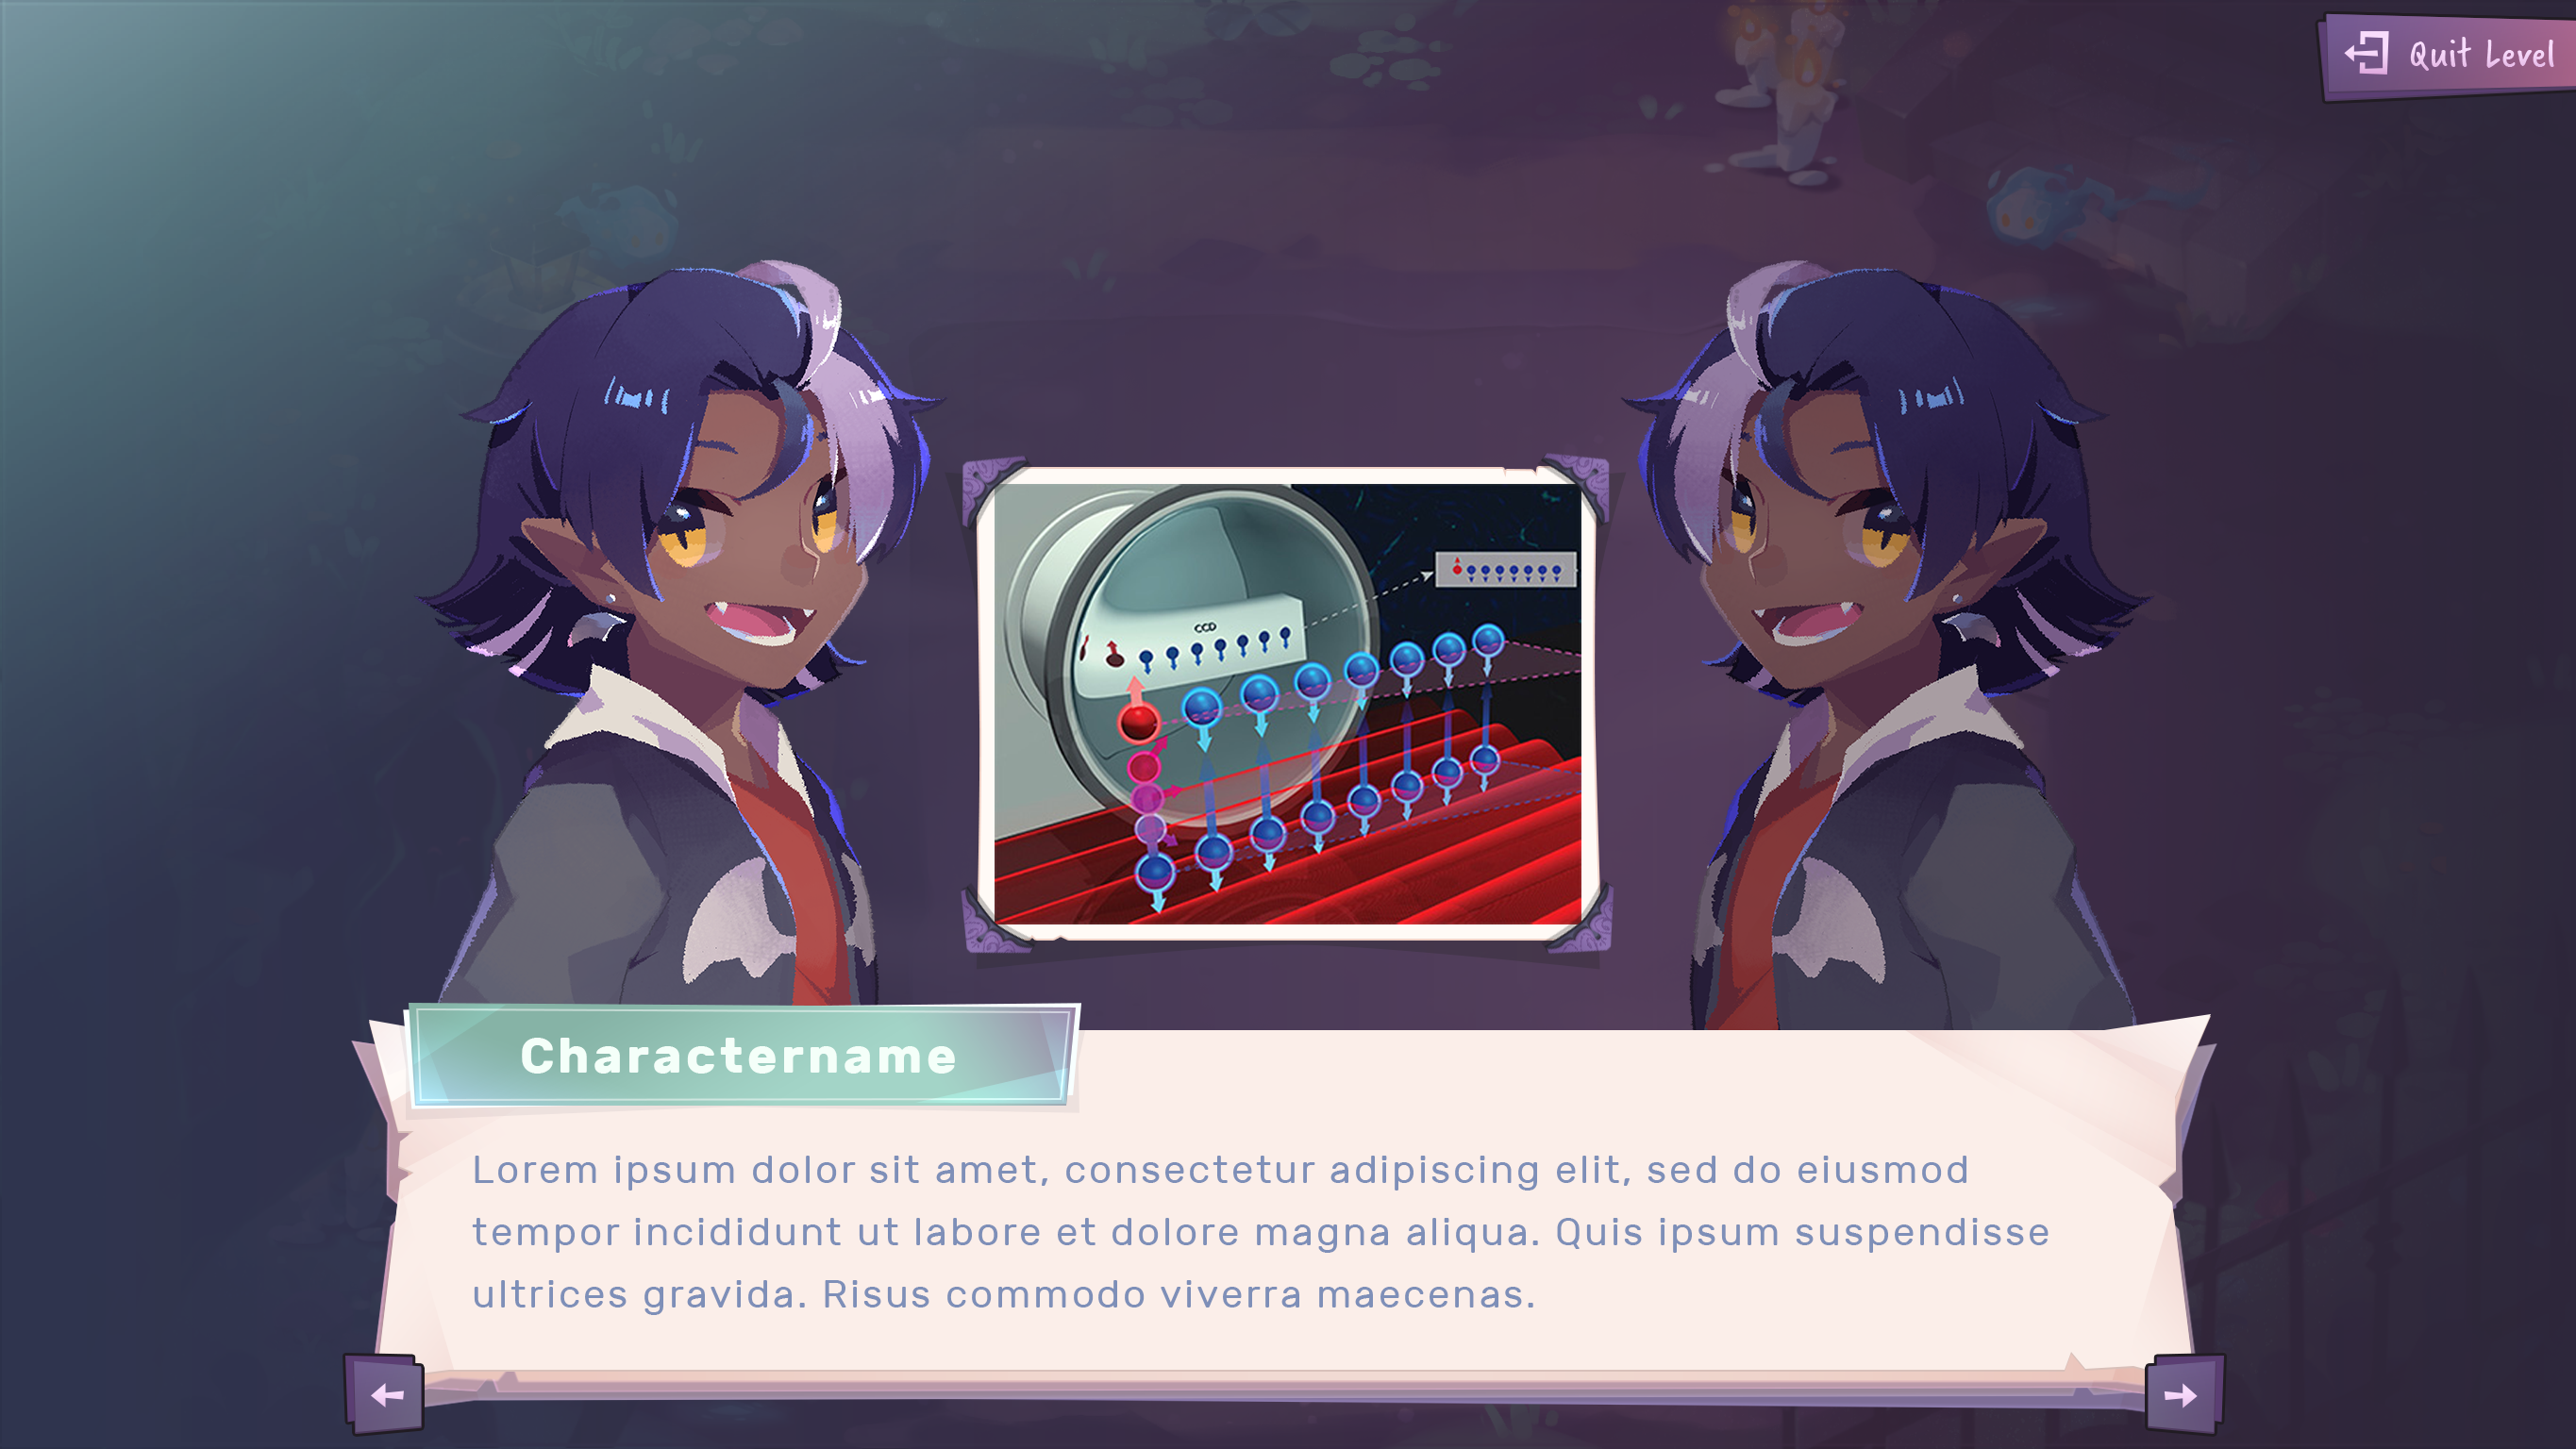 Quit Level
CCD
Charactername
Lorem ipsum dolor sit amet, consectetur adipiscing elit, sed do eiusmod
tempor incididunt ut labore et dolore magna aliqua. Quis ipsum suspendisse
ultrices gravida. Risus commodo viverra maecenas.